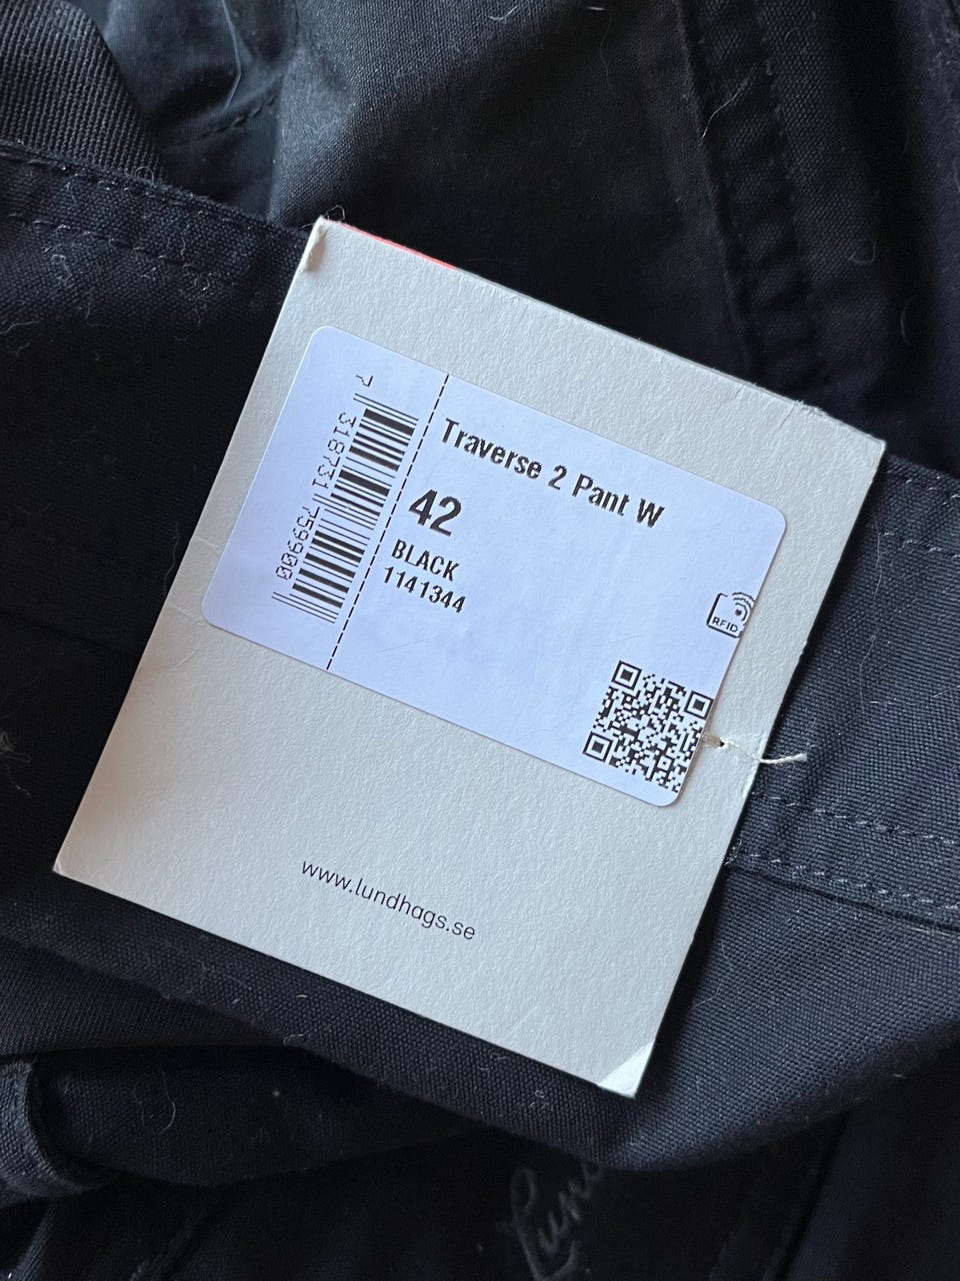 Traverse 2 Pant W
42
BLACK
1141344
7 318731 759900
RFID
www.lundhags.se